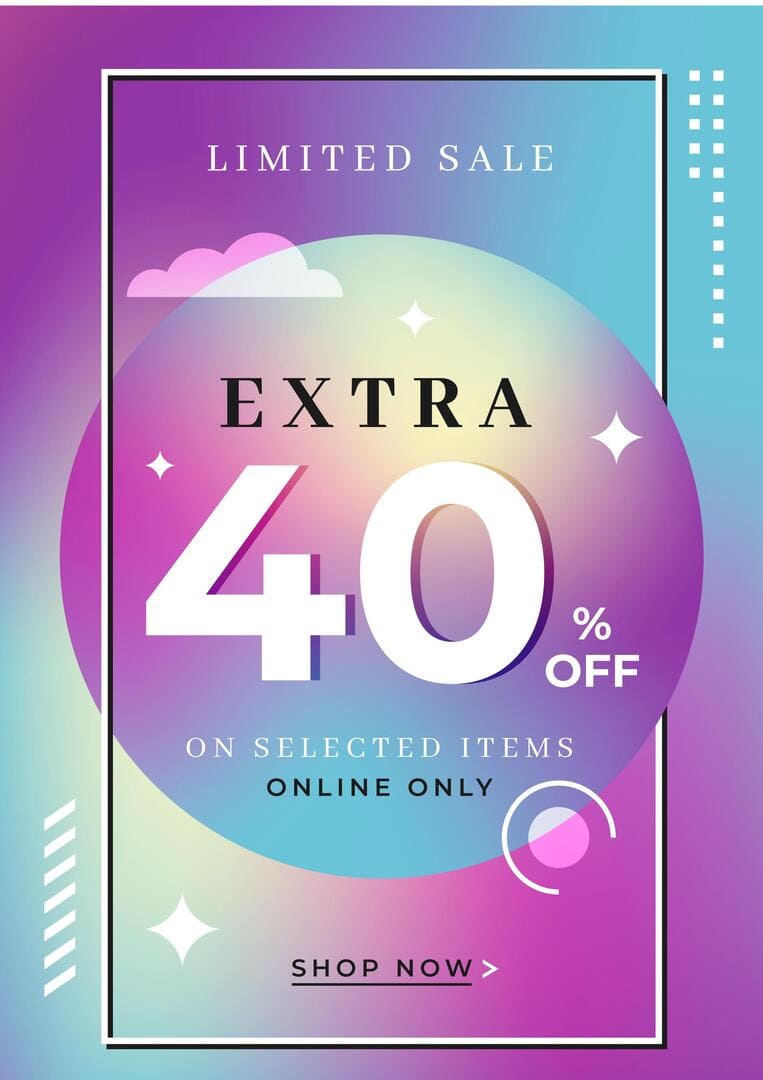 LIMITED SALE
EXTRA
40
%
OFF
ON SELECTED ITEMS
ONLINE ONLY
SHOP NOW >